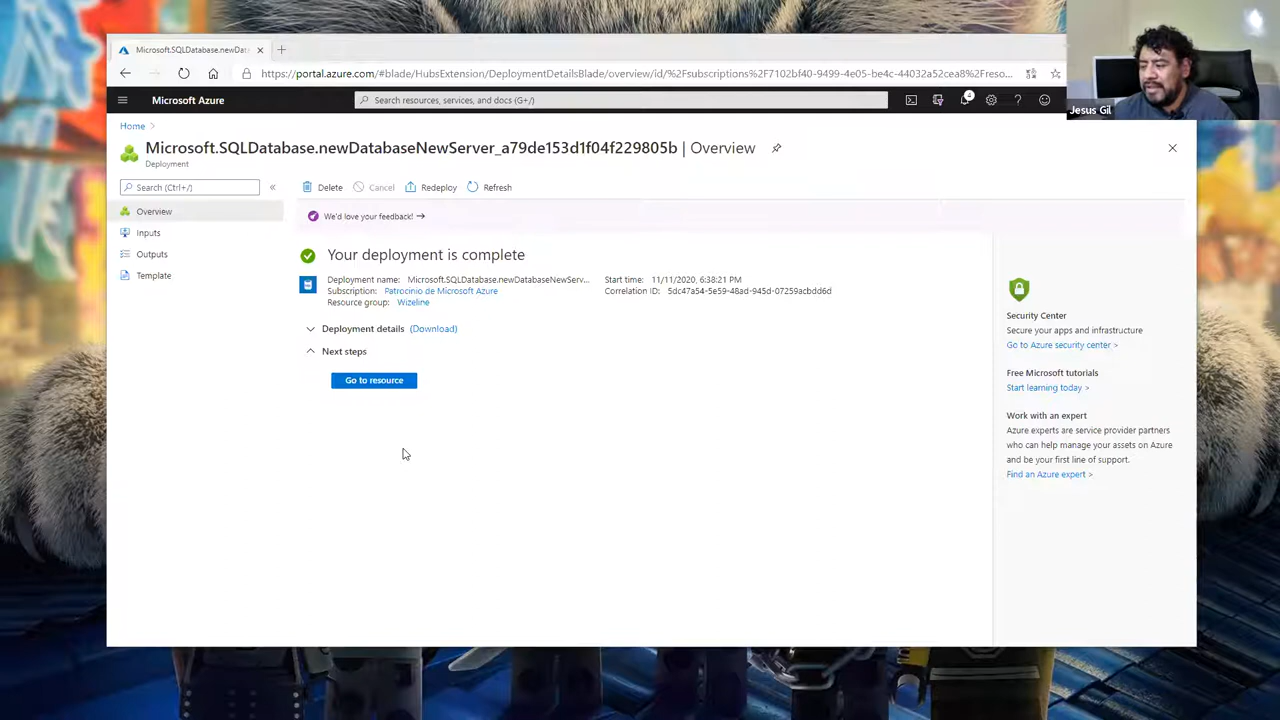 Microsoft.SQLDatabase.newDat
https://portal.azure.com/#blade/HubsExtension/DeploymentDetailsBlade/overview/id/%2Fsubscriptions%2F7102bf40-9499-4e05-be4c-44032a52cea8%2Freso...
Jesus Gil
Microsoft Azure
Search resources, services, and docs (G+/)
4
Home >
Microsoft.SQLDatabase.newDatabaseNewServer_a79de153d1f04f229805b | Overview
Deployment
Search (Ctrl+/)
Delete
Cancel
Redeploy
Refresh
Overview
Inputs
Outputs
Template
We'd love your feedback! →
Your deployment is complete
Deployment name: Microsoft.SQLDatabase.newDatabaseNewServ...
Subscription: Patrocinio de Microsoft Azure
Resource group: Wizeline
Start time: 11/11/2020, 6:38:21 PM
Correlation ID: 5dc47a54-5e59-48ad-945d-07259acbdd6d
Deployment details (Download)
Next steps
Go to resource
Security Center
Secure your apps and infrastructure
Go to Azure security center >
Free Microsoft tutorials
Start learning today >
Work with an expert
Azure experts are service provider partners
who can help manage your assets on Azure
and be your first line of support.
Find an Azure expert >